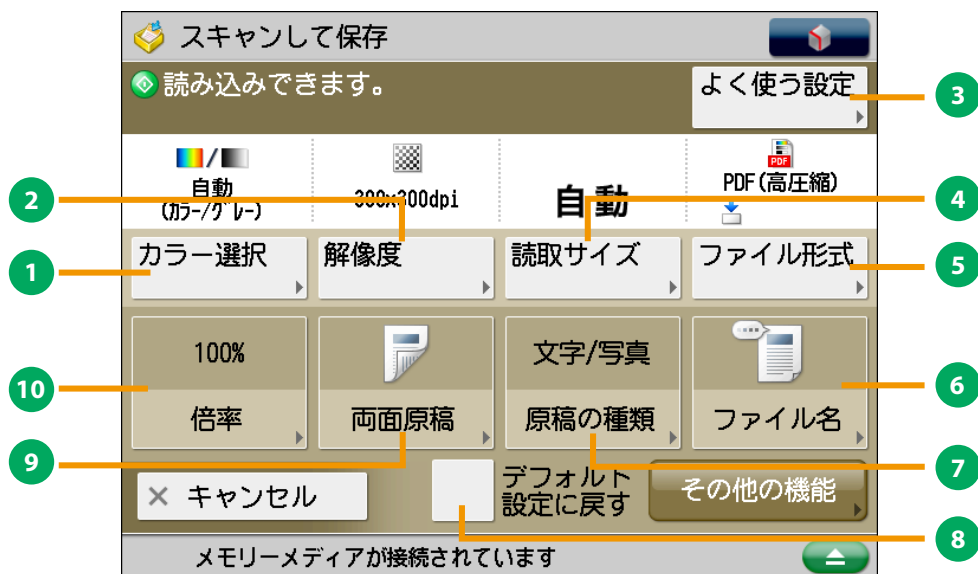 スキャンして保存
読み込みできます。
よく使う設定
3
自動
(ｶﾗｰ/ｸﾞﾚｰ)
300x300dpi
自動
PDF
PDF(高圧縮)
2
4
カラー選択
解像度
読取サイズ
ファイル形式
1
5
100%
文字/写真
10
6
倍率
両面原稿
原稿の種類
ファイル名
9
7
× キャンセル
デフォルト
設定に戻す
その他の機能
8
メモリーメディアが接続されています